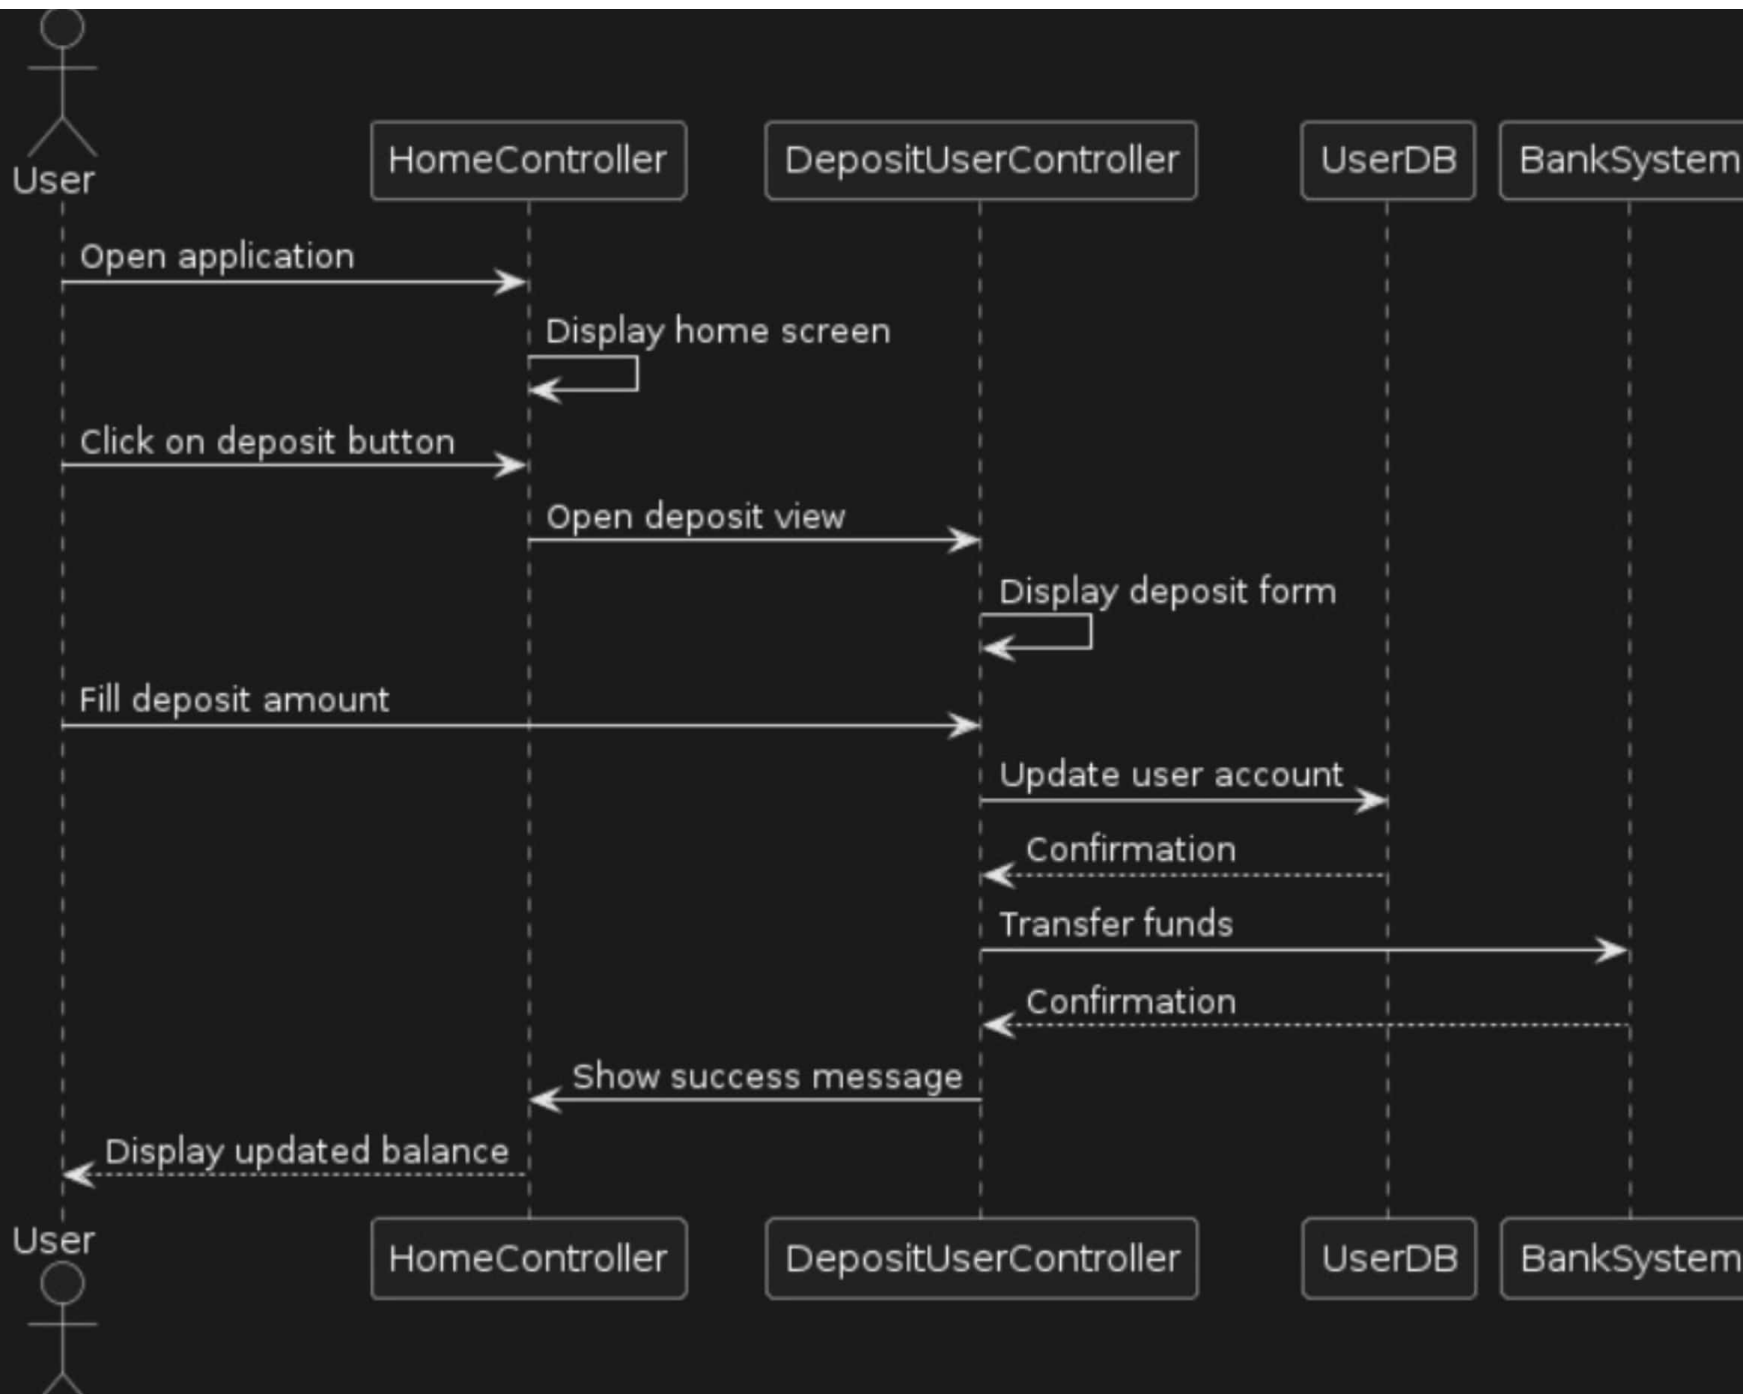 User
HomeController
DepositUserController
UserDB
BankSystem
Open application
Display home screen
Click on deposit button
Open deposit view
Display deposit form
Fill deposit amount
Update user account
Confirmation
Transfer funds
Confirmation
Show success message
Display updated balance
User
HomeController
DepositUserController
UserDB
BankSystem